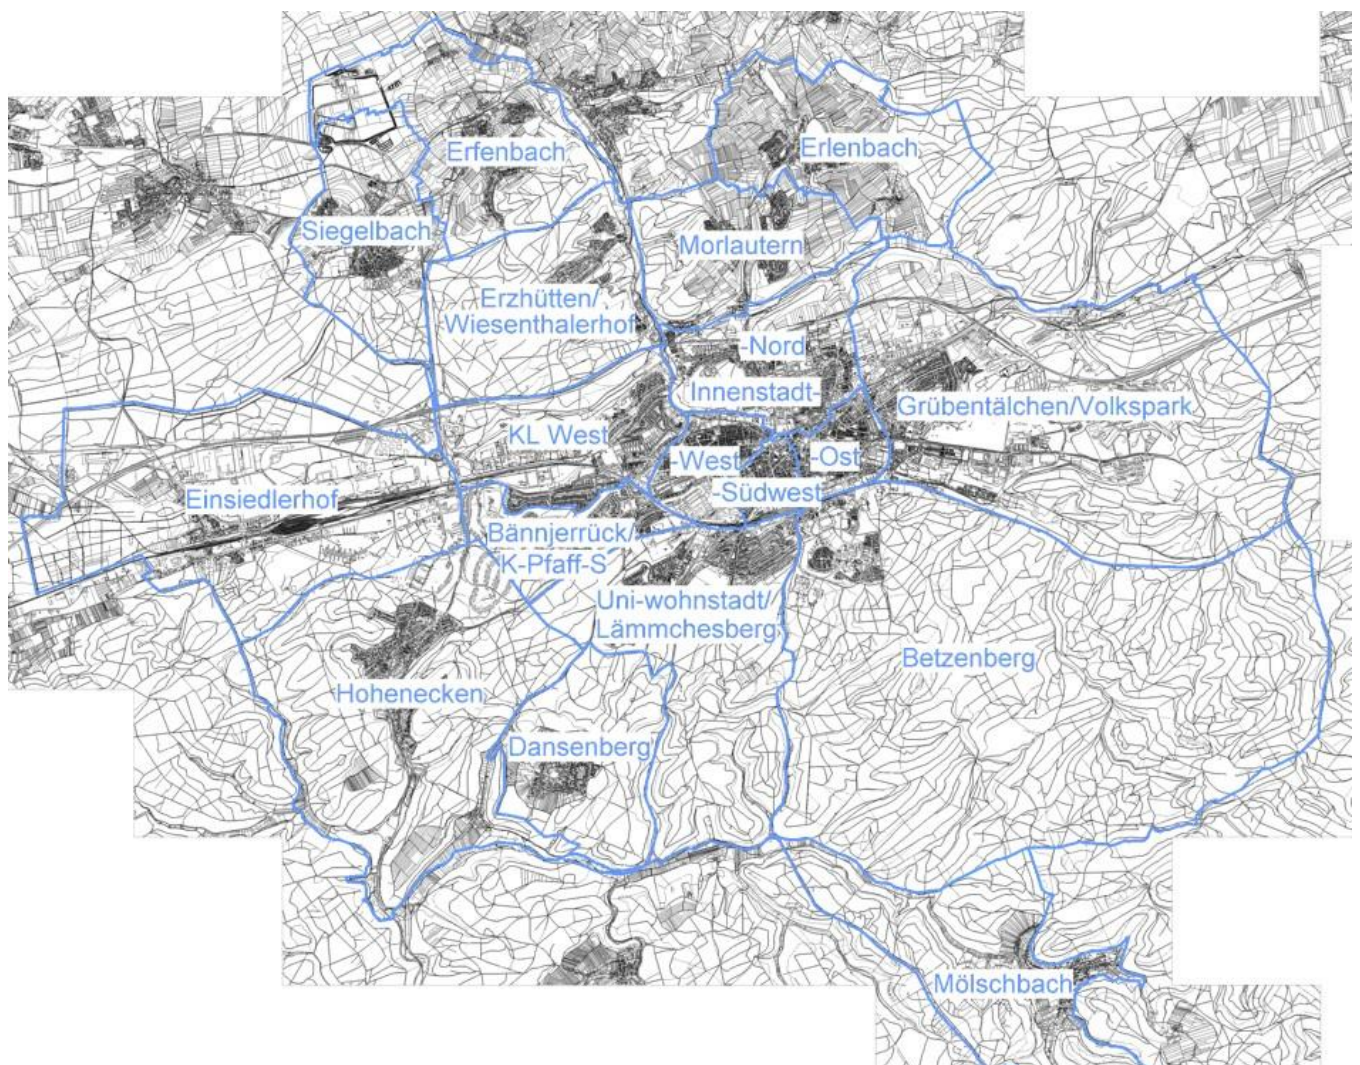 Erfenbach
Erlenbach
Siegelbach
Morlautern
Erzhütten/
Wiesenthalerhof
-Nord
Innenstadt-
Grübentälchen/Volkspark
KL West
-West
-Ost
-Südwest
Einsiedlerhof
Bännjerrück/
K-Pfaff-S
Uni-wohnstadt/
Lämmchesberg
Betzenberg
Hohenecken
Dansenberg
Mölschbach